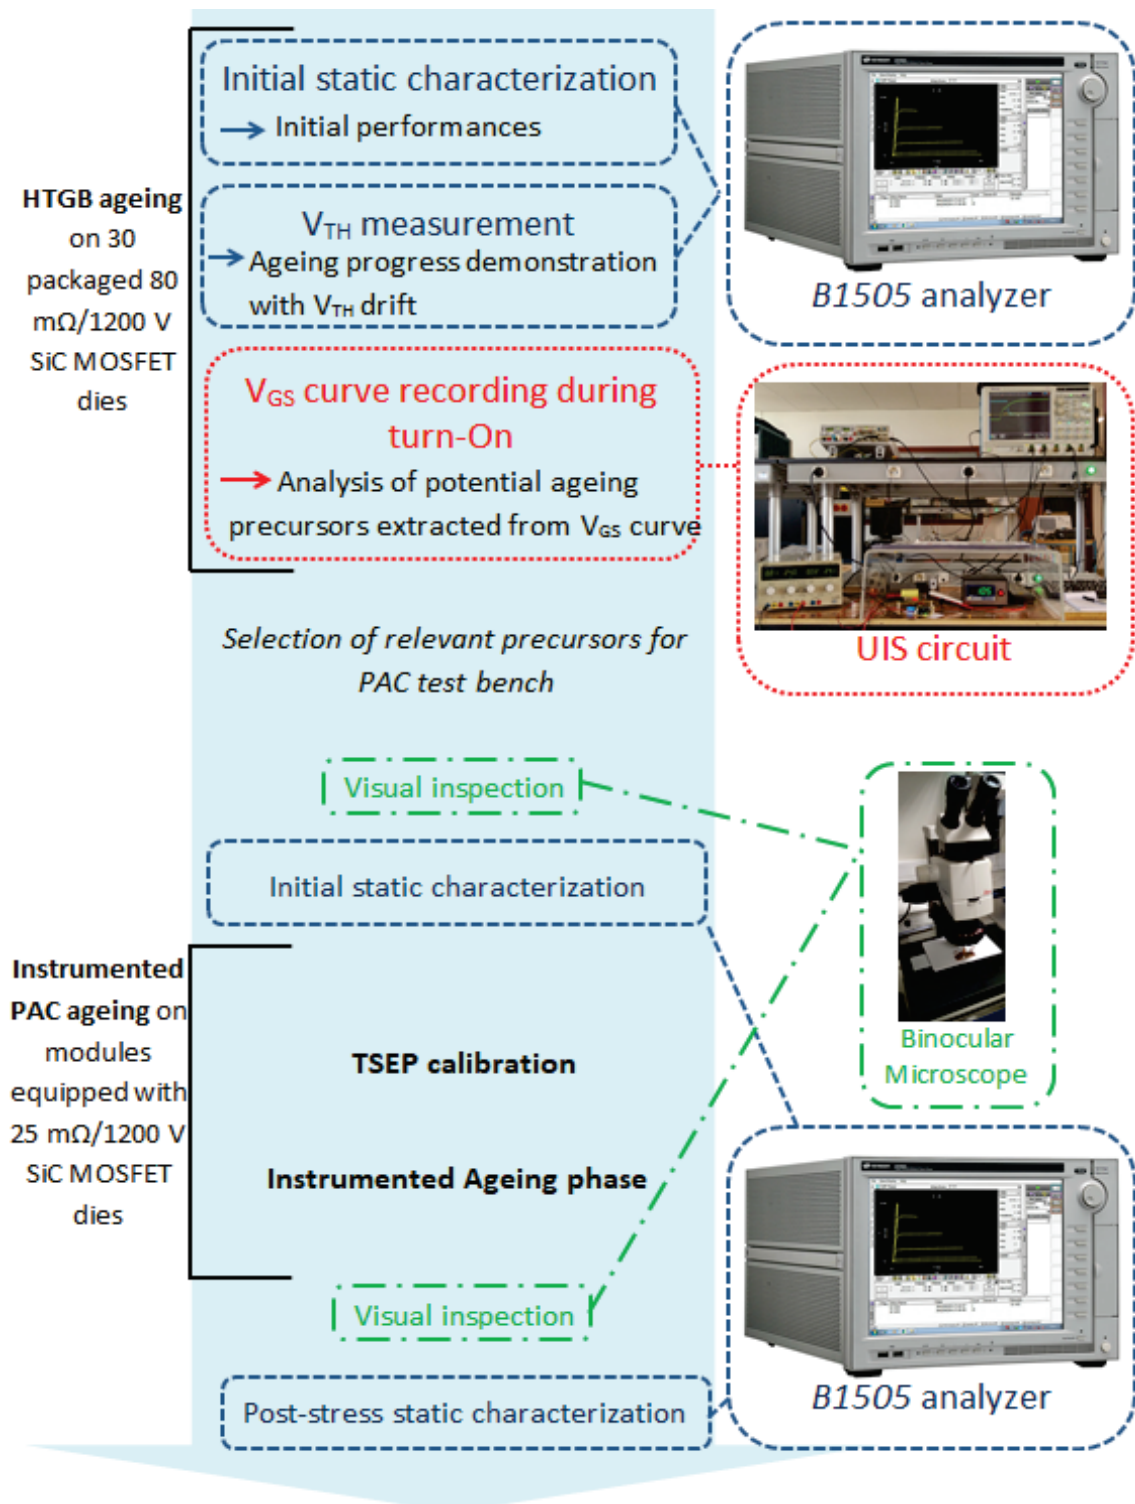 Initial static characterization
Initial performances
HTGB ageing
on 30
packaged 80
mΩ/1200 V
SiC MOSFET
dies
VTH measurement
Ageing progress demonstration
with VTH drift
B1505 analyzer
VGS curve recording during
turn-On
Analysis of potential ageing
precursors extracted from VGS curve
UIS circuit
Selection of relevant precursors for
PAC test bench
Visual inspection
Initial static characterization
Binocular
Microscope
Instrumented
PAC ageing on
modules
equipped with
25 mΩ/1200 V
SiC MOSFET
dies
TSEP calibration
Instrumented Ageing phase
Visual inspection
B1505 analyzer
Post-stress static characterization